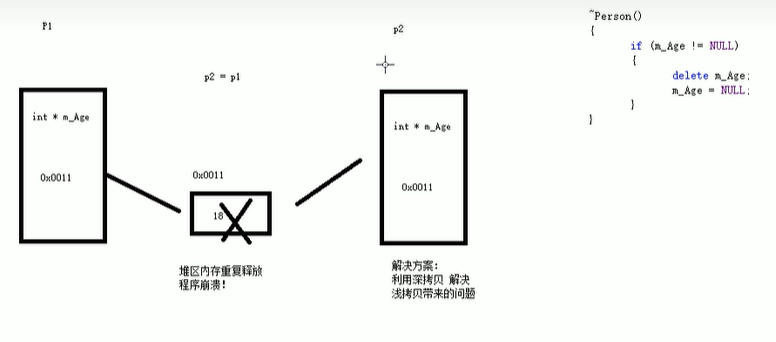 P1
p2
p2 = p1
int * m_Age
0x0011
0x0011
18
int * m_Age
0x0011
堆区内存重复释放
程序崩溃!
解决方案:
利用深拷贝 解决
浅拷贝带来的问题
~Person()
{
if (m_Age != NULL)
{
delete m_Age;
m_Age = NULL;
}
}